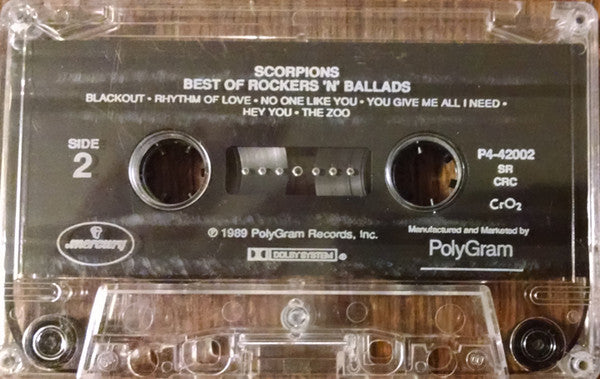 SCORPIONS
BEST OF ROCKERS 'N' BALLADS
BLACKOUT • RHYTHM OF LOVE • NO ONE LIKE YOU • YOU GIVE ME ALL I NEED •
HEY YOU • THE ZOO
SIDE
2
P4-42002
SR
CRC
CrO2
mercury
℗ 1989 PolyGram Records, Inc.
DOLBY SYSTEM ®
Manufactured and Marketed by
PolyGram